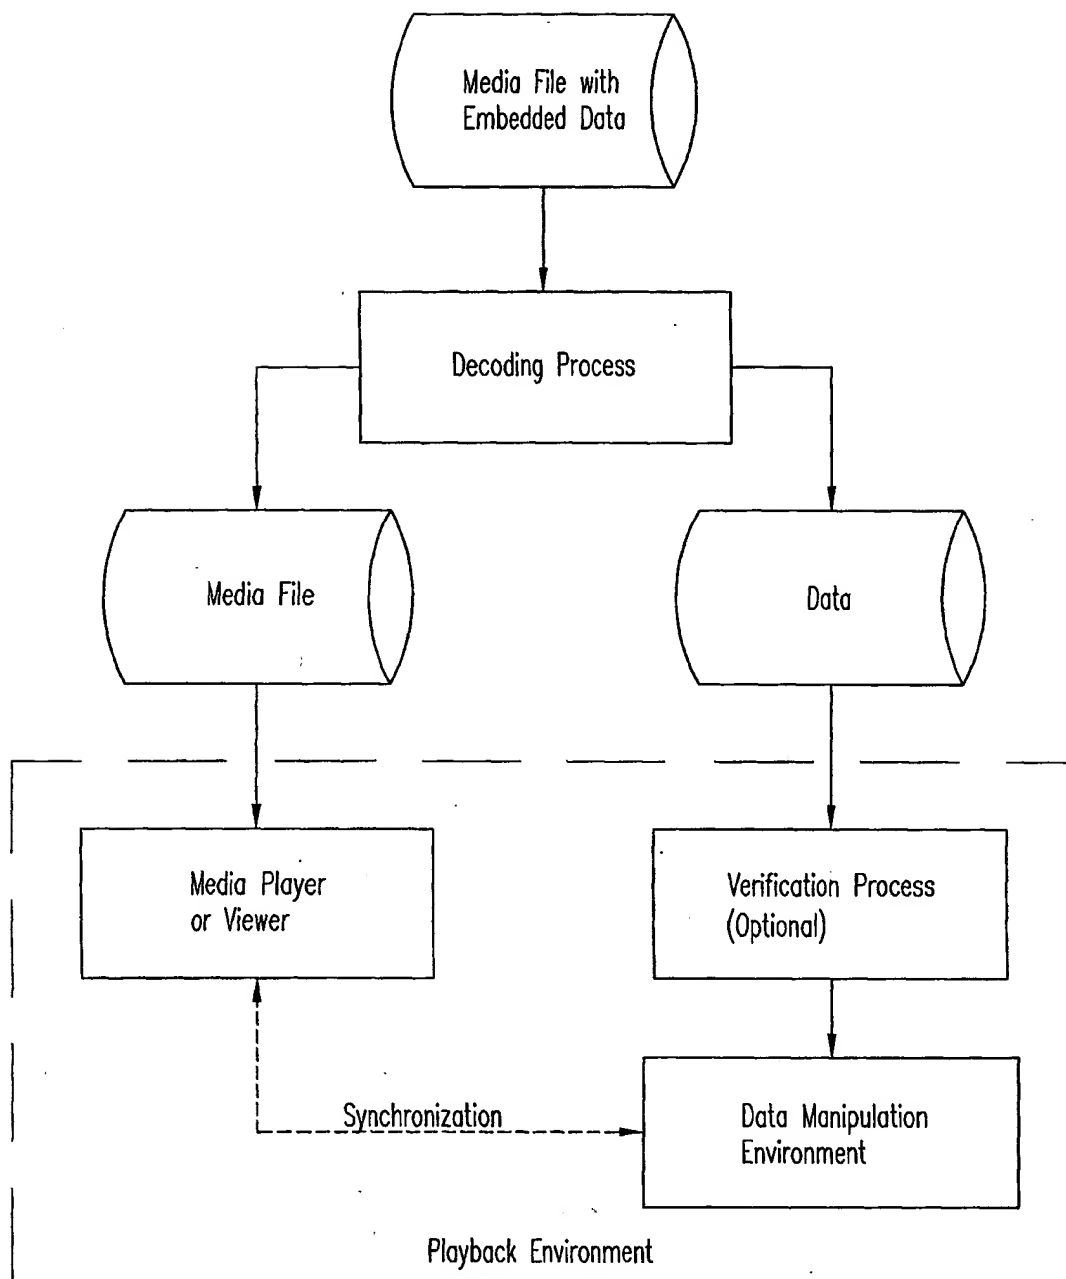 Media File with
Embedded Data
Decoding Process
Media File
Data
Media Player
or Viewer
Verification Process
(Optional)
Synchronization
Data Manipulation
Environment
Playback Environment